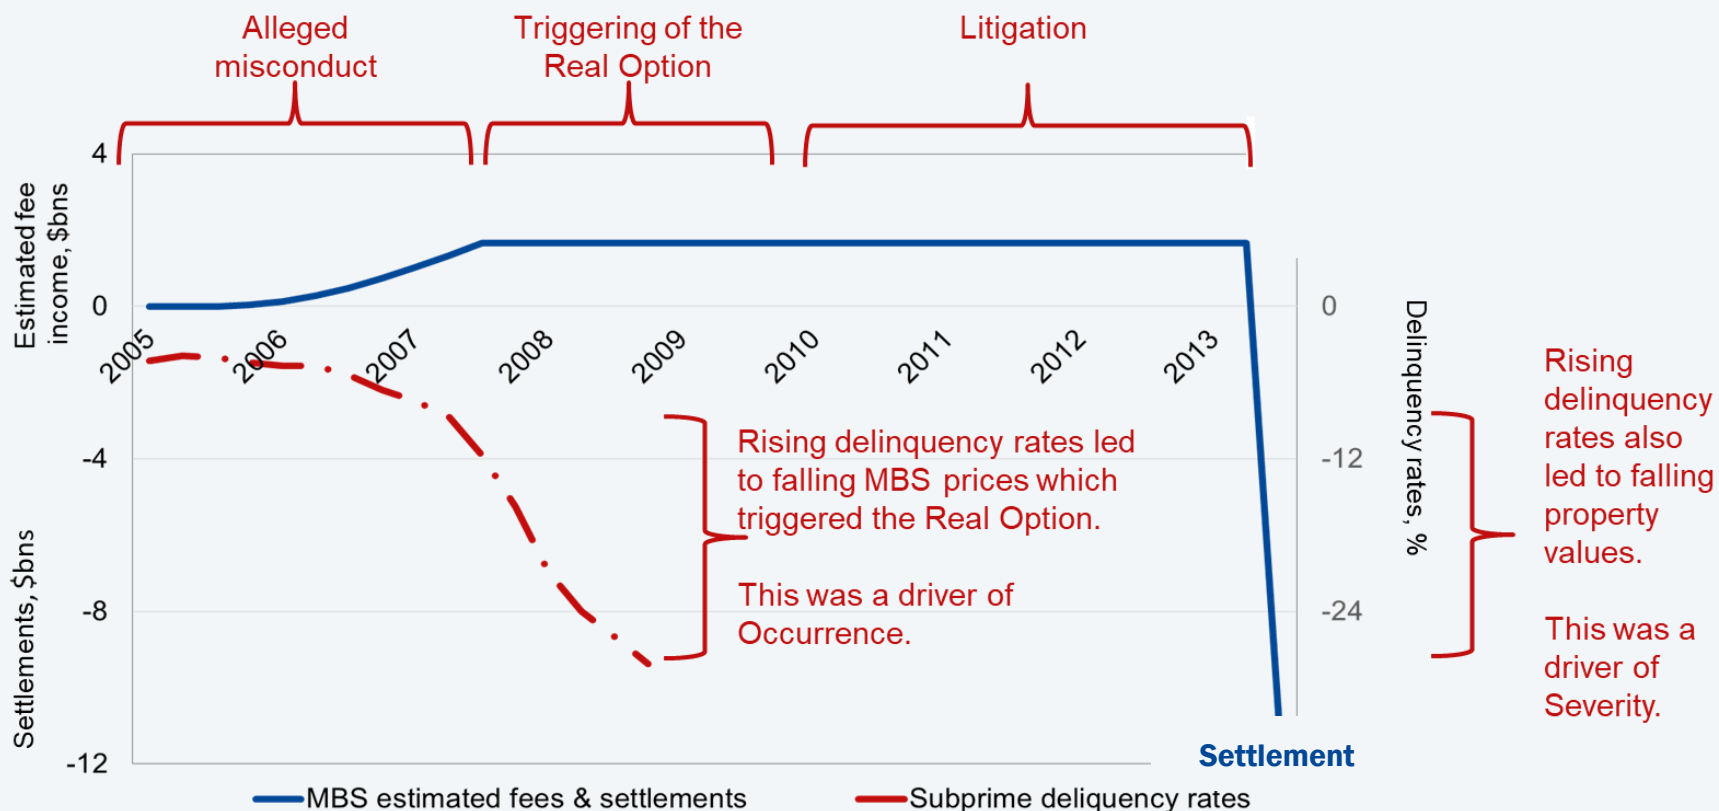 Alleged
misconduct
Triggering of the
Real Option
Litigation
Estimated fee
income, $bns
Settlements, $bns
4
0
-4
-8
-12
2005
2006
2007
2008
2009
2010
2011
2012
2013
0
-12
-24
Delinquency rates, %
Rising delinquency rates led
to falling MBS prices which
triggered the Real Option.
This was a driver of
Occurrence.
Rising
delinquency
rates also
led to falling
property
values.
This was a
driver of
Severity.
Settlement
MBS estimated fees & settlements
Subprime deliquency rates